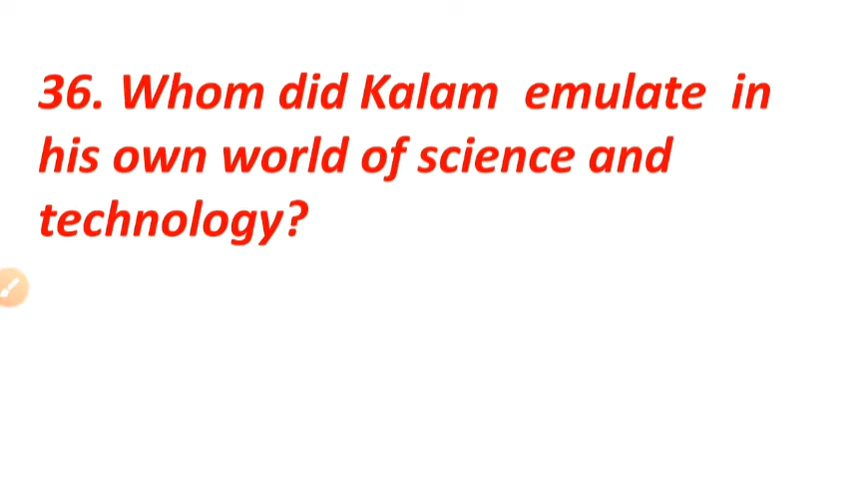 36. Whom did Kalam emulate in
his own world of science and
technology?